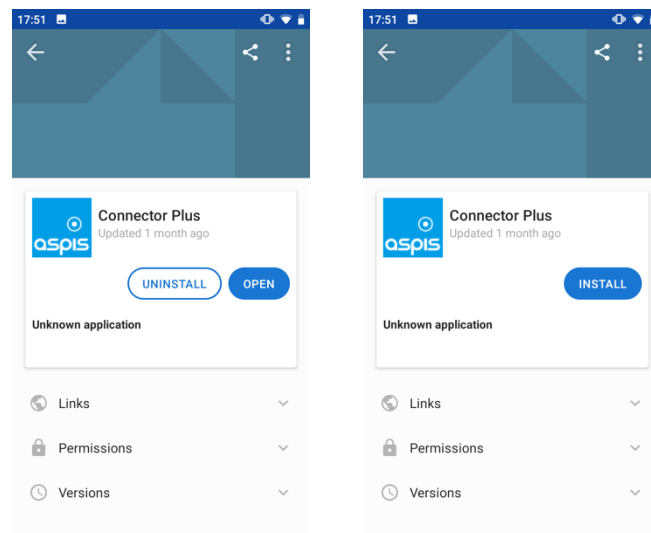 17:51
Connector Plus
Updated 1 month ago
aspis
UNINSTALL
OPEN
Unknown application
Links
Permissions
Versions
17:51
Connector Plus
Updated 1 month ago
aspis
INSTALL
Unknown application
Links
Permissions
Versions